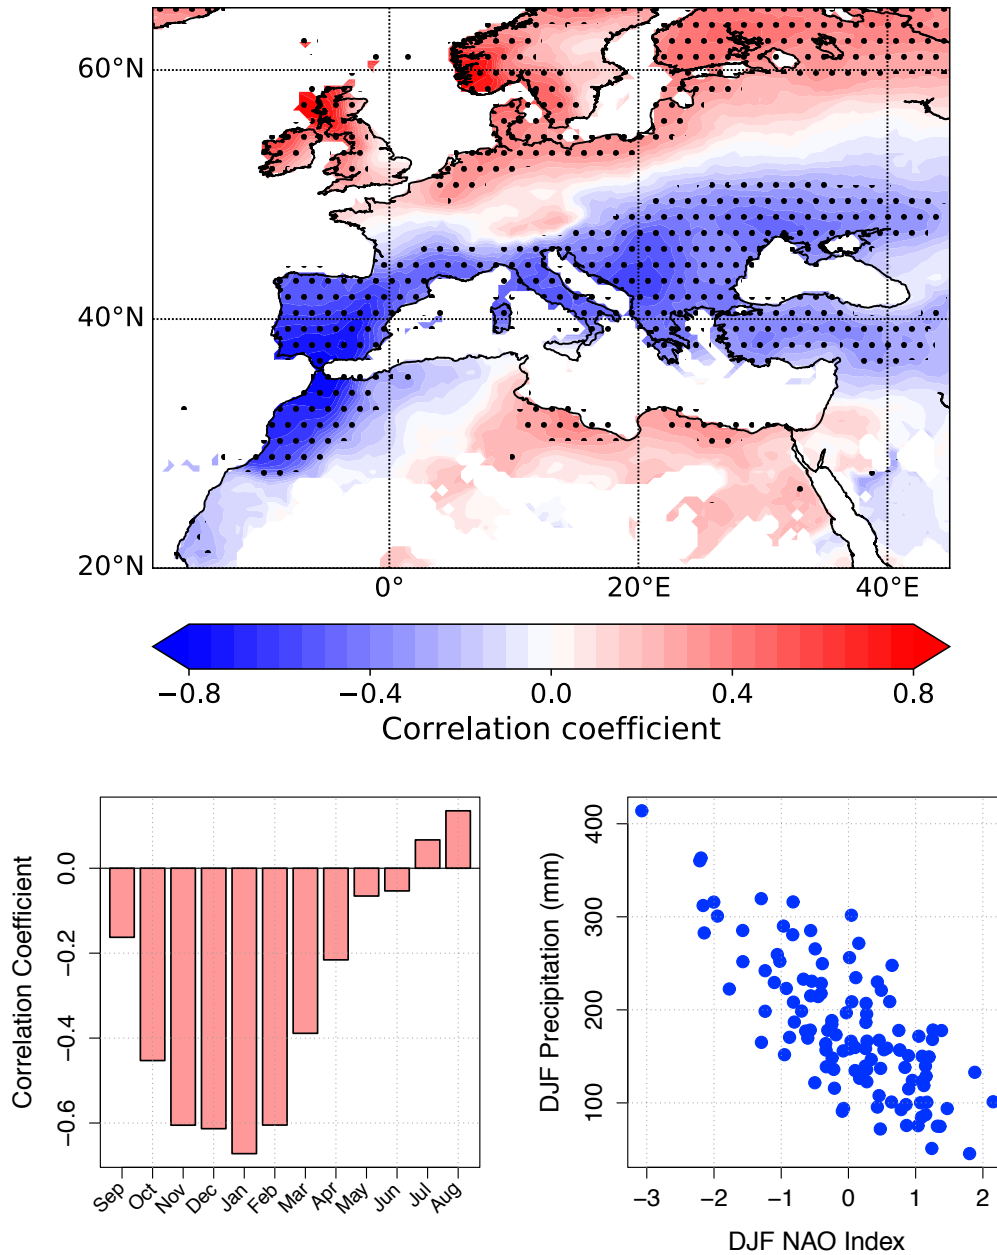 60°N
40°N
20°N
0°
20°E
40°E
−0.8
−0.4
0.0
0.4
0.8
Correlation coefficient
Correlation Coefficient
0.0
−0.2
−0.4
−0.6
Sep
Oct
Nov
Dec
Jan
Feb
Mar
Apr
May
Jun
Jul
Aug
DJF Precipitation (mm)
400
300
200
100
−3
−2
−1
0
1
2
DJF NAO Index